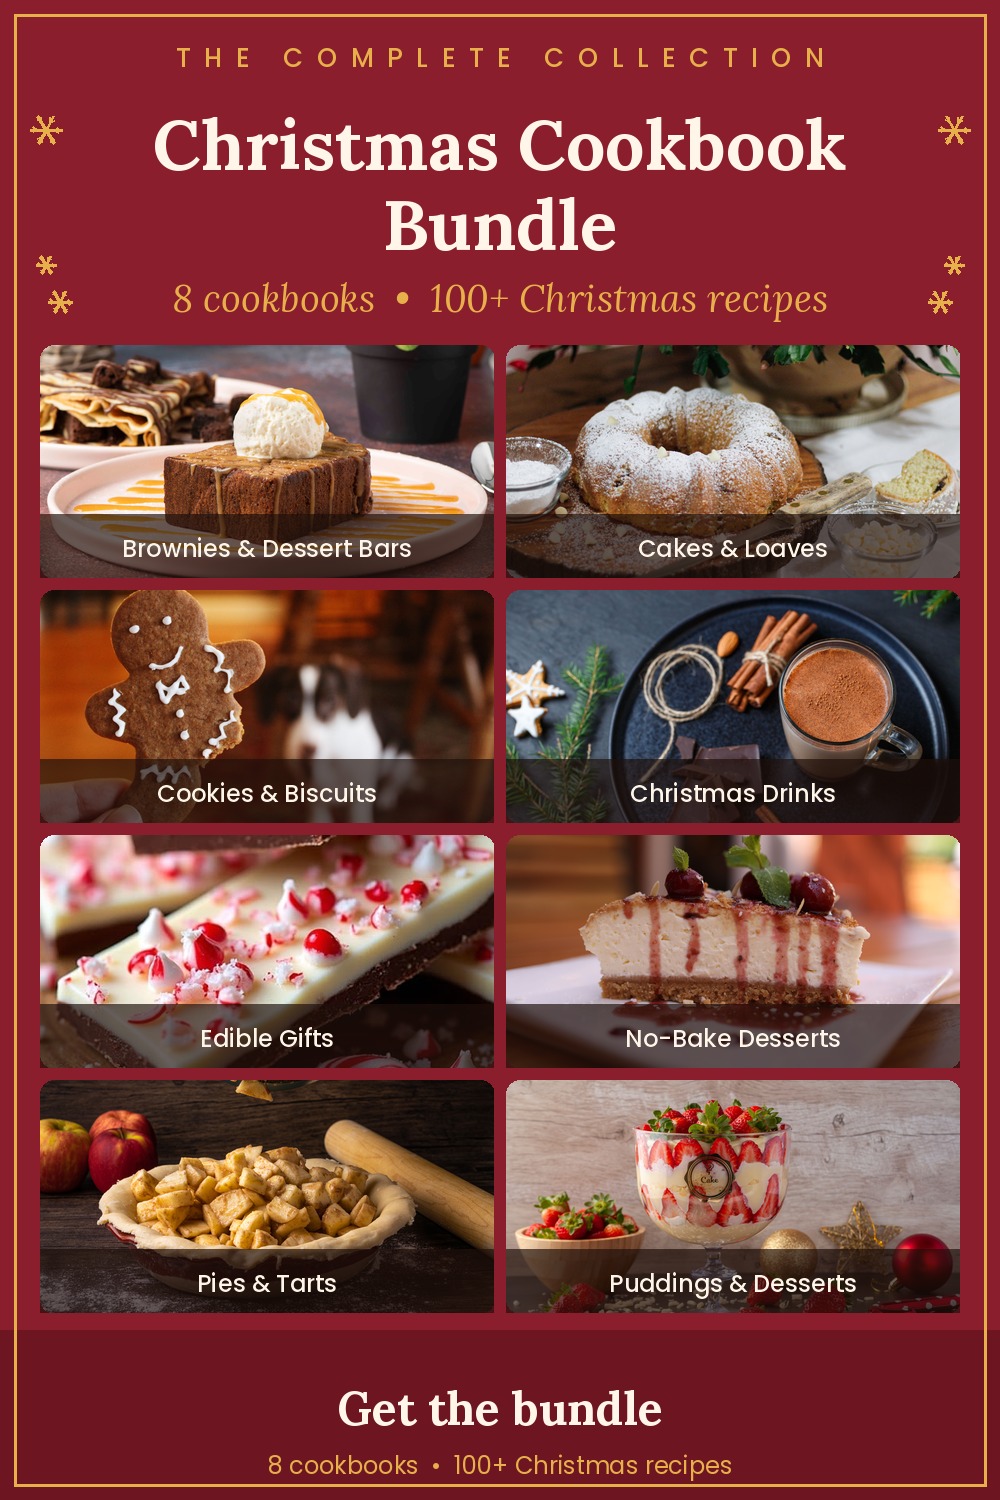 THE COMPLETE COLLECTION
Christmas Cookbook
Bundle
8 cookbooks • 100+ Christmas recipes
Brownies & Dessert Bars
Cakes & Loaves
Cookies & Biscuits
Christmas Drinks
Edible Gifts
No-Bake Desserts
Pies & Tarts
Cake
Puddings & Desserts
Get the bundle
8 cookbooks • 100+ Christmas recipes